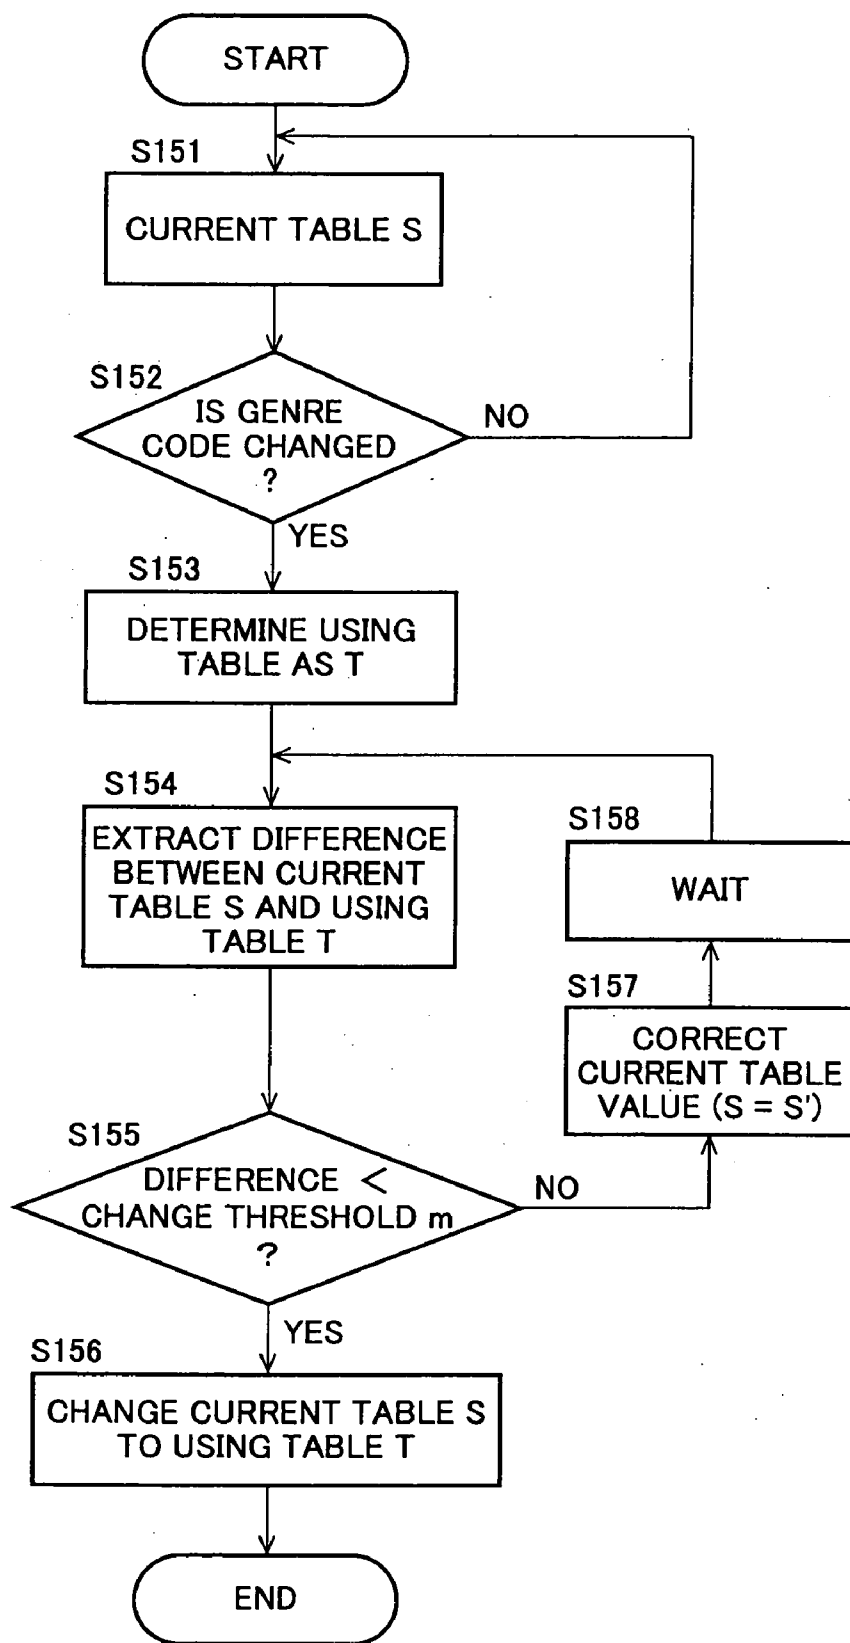 START
S151
CURRENT TABLE S
S152
IS GENRE
CODE CHANGED
?
NO
YES
S153
DETERMINE USING
TABLE AS T
S154
EXTRACT DIFFERENCE
BETWEEN CURRENT
TABLE S AND USING
TABLE T
S158
WAIT
S157
CORRECT
CURRENT TABLE
VALUE (S = S')
S155
DIFFERENCE <
CHANGE THRESHOLD m
?
NO
YES
S156
CHANGE CURRENT TABLE S
TO USING TABLE T
END